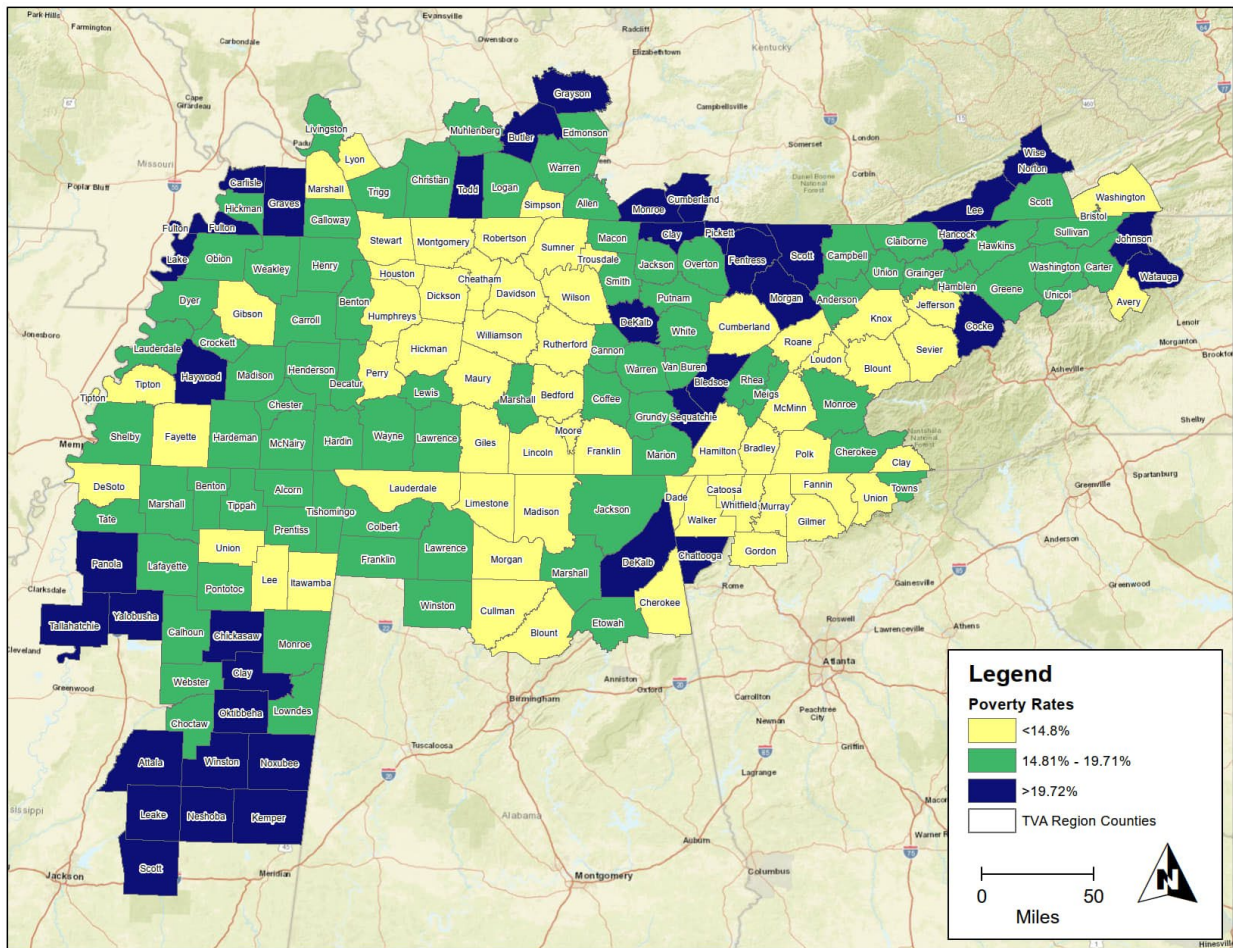 Park Hills
Farmington
Cape
Girardeau
Carbondale
Evansville
Owensboro
Radcliff
Elizabethtown
Kentucky
Campbellsville
Somerset
London
Corbin
Daniel Boone
National
Forest
Missouri
Poplar Bluff
Jonesboro
Grayson
Livingston
Muhlenberg
Butler
Edmonson
Lyon
Warren
Carlisle
Marshall
Trigg
Christian
Todd
Logan
Hickman
Graves
Simpson
Allen
Monroe
Cumberland
Wise
Norton
Lee
Scott
Washington
Bristol
Calloway
Fulton
Fulton
Lake
Obion
Weakley
Henry
Stewart
Montgomery
Robertson
Sumner
Macon
Trousdale
Clay
Pickett
Fentress
Scott
Campbell
Claiborne
Hancock
Hawkins
Sullivan
Johnson
Watauga
Houston
Cheatham
Smith
Jackson
Overton
Union
Grainger
Hamblen
Greene
Washington
Carter
Unicoi
Avery
Lenoir
Morganton
Dyer
Gibson
Carroll
Benton
Humphreys
Dickson
Davidson
Wilson
Putnam
Morgan
Anderson
Knox
Jefferson
Cocke
Sevier
Lauderdale
Crockett
Haywood
Madison
Henderson
Decatur
Perry
Hickman
Williamson
Rutherford
Cannon
DeKalb
White
Cumberland
Roane
Loudon
Blount
Asheville
Shelby
Tipton
Tipton
Chester
Lewis
Maury
Marshall
Bedford
Coffee
Warren
Van Buren
Bledsoe
Rhea
Meigs
McMinn
Monroe
Shelby
Fayette
Hardeman
McNairy
Hardin
Wayne
Lawrence
Giles
Moore
Lincoln
Franklin
Grundy
Sequatchie
Marion
Hamilton
Bradley
Polk
Cherokee
Clay
Nantahala
National
Forest
Spartanburg
Greenville
Anderson
Greenwood
DeSoto
Marshall
Benton
Tippah
Alcorn
Tishomingo
Prentiss
Lauderdale
Colbert
Limestone
Madison
Jackson
Dade
Catoosa
Whitfield
Walker
Murray
Fannin
Gilmer
Union
Towns
Gordon
Tate
Panola
Lafayette
Union
Pontotoc
Lee
Itawamba
Franklin
Lawrence
Morgan
Marshall
DeKalb
Chattooga
Cherokee
Winston
Cullman
Blount
Etowah
Rome
Gainesville
Roswell
Lawrenceville
Athens
Clarksdale
Tallahatchie
Yalobusha
Calhoun
Chickasaw
Monroe
Cleveland
Greenwood
Webster
Clay
Choctaw
Oktibbeha
Lowndes
Attala
Winston
Noxubee
Leake
Neshoba
Kemper
Scott
Jackson
Meridian
Tuscaloosa
Birmingham
Anniston
Oxford
Atlanta
Carrollton
Newnan
Peachtree
City
Griffin
Lagrange
Alabama
Auburn
Montgomery
Columbus
Hinesville
Legend
Poverty Rates
<14.8%
14.81% - 19.71%
>19.72%
TVA Region Counties
0 50
Miles
N